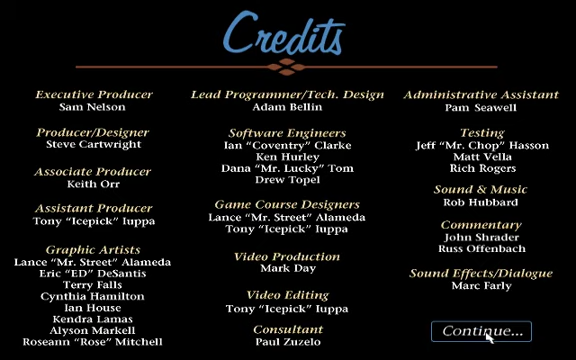 Credits
Executive Producer
Sam Nelson
Producer/Designer
Steve Cartwright
Associate Producer
Keith Orr
Assistant Producer
Tony "Icepick" Iuppa
Graphic Artists
Lance "Mr. Street" Alameda
Eric "ED" DeSantis
Terry Falls
Cynthia Hamilton
Ian House
Kendra Lamas
Alyson Markell
Roseann "Rose" Mitchell
Lead Programmer/Tech. Design
Adam Bellin
Software Engineers
Ian "Coventry" Clarke
Ken Hurley
Dana "Mr. Lucky" Tom
Drew Topel
Game Course Designers
Lance "Mr. Street" Alameda
Tony "Icepick" Iuppa
Video Production
Mark Day
Video Editing
Tony "Icepick" Iuppa
Consultant
Paul Zuzelo
Administrative Assistant
Pam Seawell
Testing
Jeff "Mr. Chop" Hasson
Matt Vella
Rich Rogers
Sound & Music
Rob Hubbard
Commentary
John Shrader
Russ Offenbach
Sound Effects/Dialogue
Marc Farly
Continue...